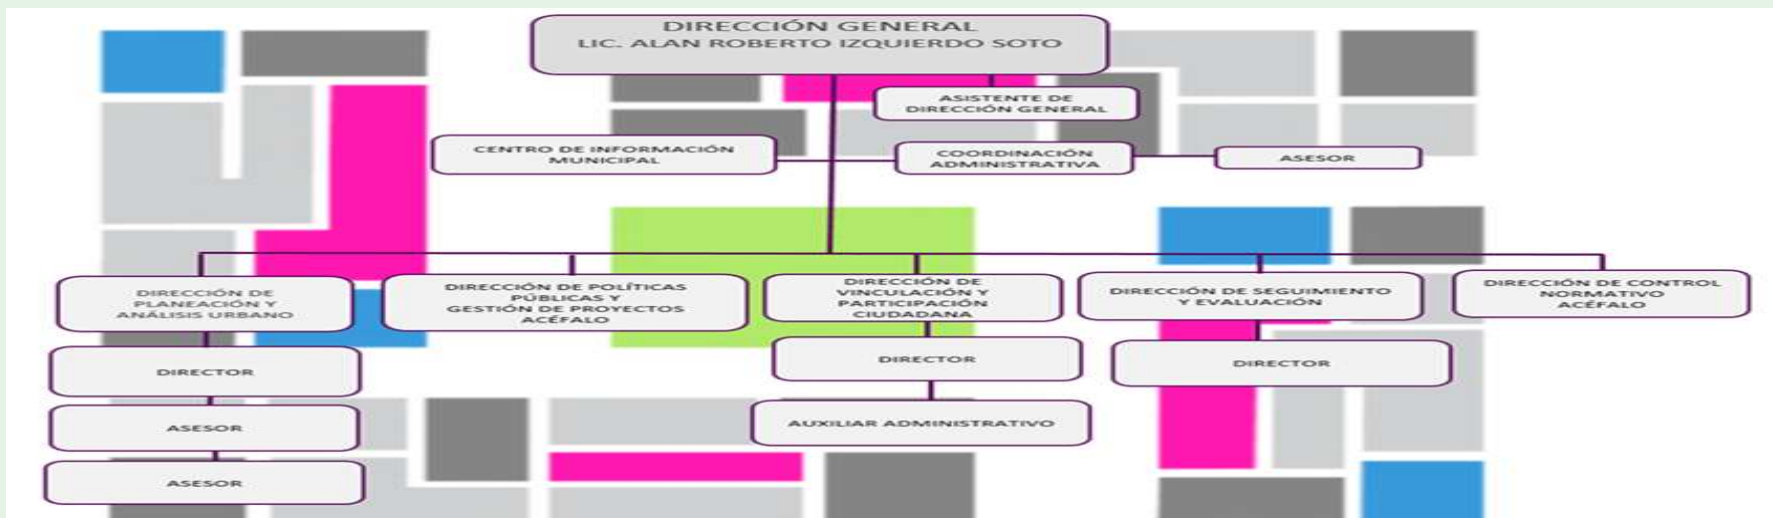 DIRECCIÓN GENERAL
LIC. ALAN ROBERTO IZQUIERDO SOTO
ASISTENTE DE
DIRECCIÓN GENERAL
CENTRO DE INFORMACIÓN
MUNICIPAL
COORDINACIÓN
ADMINISTRATIVA
ASESOR
DIRECCIÓN DE
PLANEACIÓN Y
ANÁLISIS URBANO
DIRECCIÓN DE POLÍTICAS
PÚBLICAS Y
GESTIÓN DE PROYECTOS
ACÉFALO
DIRECCIÓN DE
VINCULACIÓN Y
PARTICIPACIÓN
CIUDADANA
DIRECCIÓN DE SEGUIMIENTO
Y EVALUACIÓN
DIRECCIÓN DE CONTROL
NORMATIVO
ACÉFALO
DIRECTOR
DIRECTOR
DIRECTOR
ASESOR
AUXILIAR ADMINISTRATIVO
ASESOR